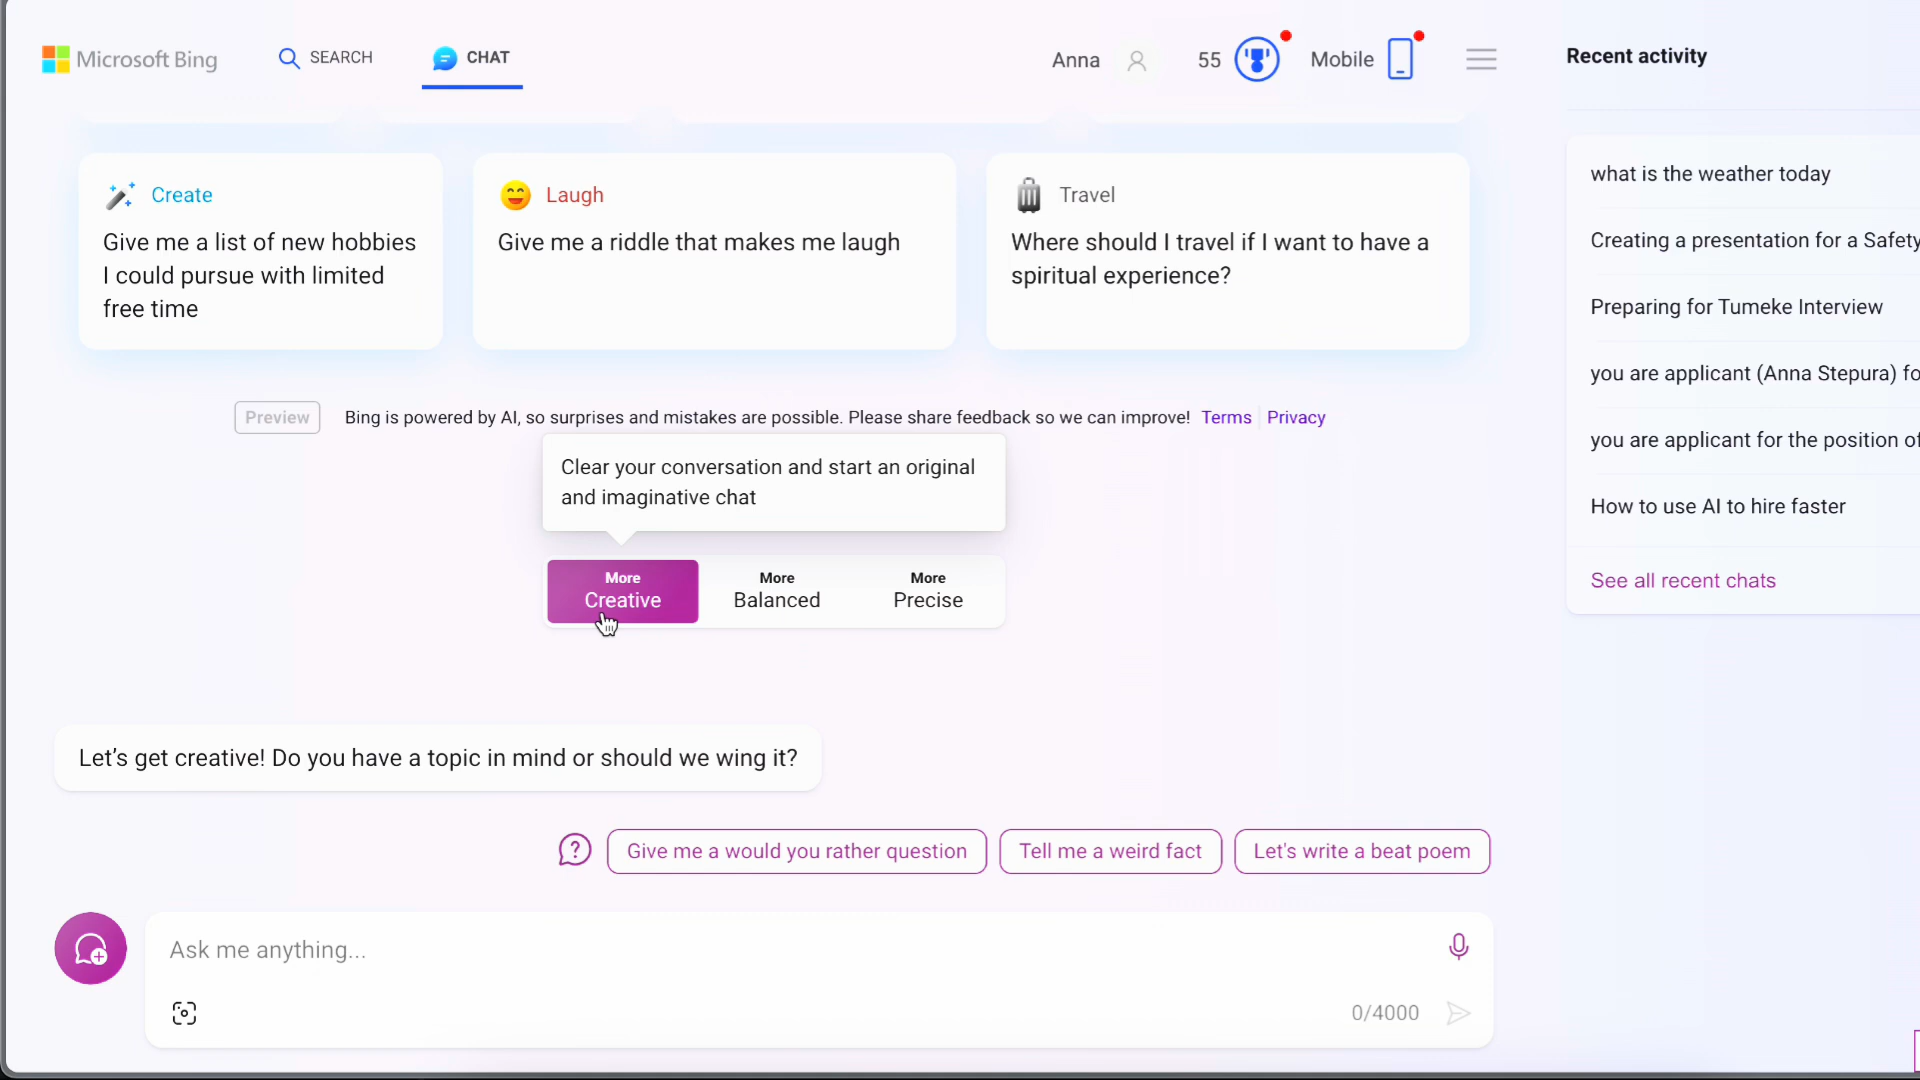 Microsoft Bing
SEARCH
CHAT
Anna
55
Mobile
Recent activity
Create
Give me a list of new hobbies
I could pursue with limited
free time
Laugh
Give me a riddle that makes me laugh
Travel
Where should I travel if I want to have a
spiritual experience?
Preview
Bing is powered by AI, so surprises and mistakes are possible. Please share feedback so we can improve! Terms Privacy
Clear your conversation and start an original
and imaginative chat
More
Creative
More
Balanced
More
Precise
Let's get creative! Do you have a topic in mind or should we wing it?
Give me a would you rather question
Tell me a weird fact
Let's write a beat poem
Ask me anything...
0/4000
what is the weather today
Creating a presentation for a Safety
Preparing for Tumeke Interview
you are applicant (Anna Stepura) fo
you are applicant for the position of
How to use AI to hire faster
See all recent chats